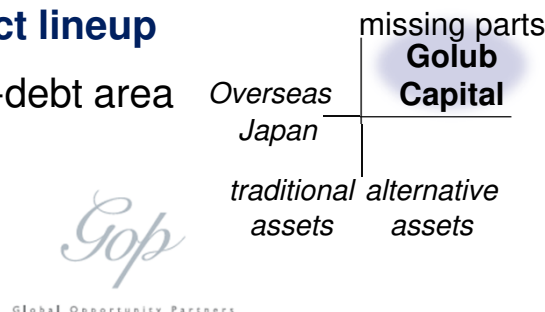 ct lineup
missing parts
Golub
Capital
-debt area
Overseas
Japan
traditional alternative
assets assets
Gop
Global Opportunity Partners